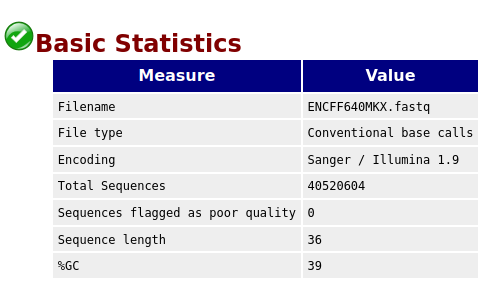 Basic Statistics
Measure Value
Filename ENCFF640MKX.fastq
File type Conventional base calls
Encoding Sanger / Illumina 1.9
Total Sequences 40520604
Sequences flagged as poor quality 0
Sequence length 36
%GC 39